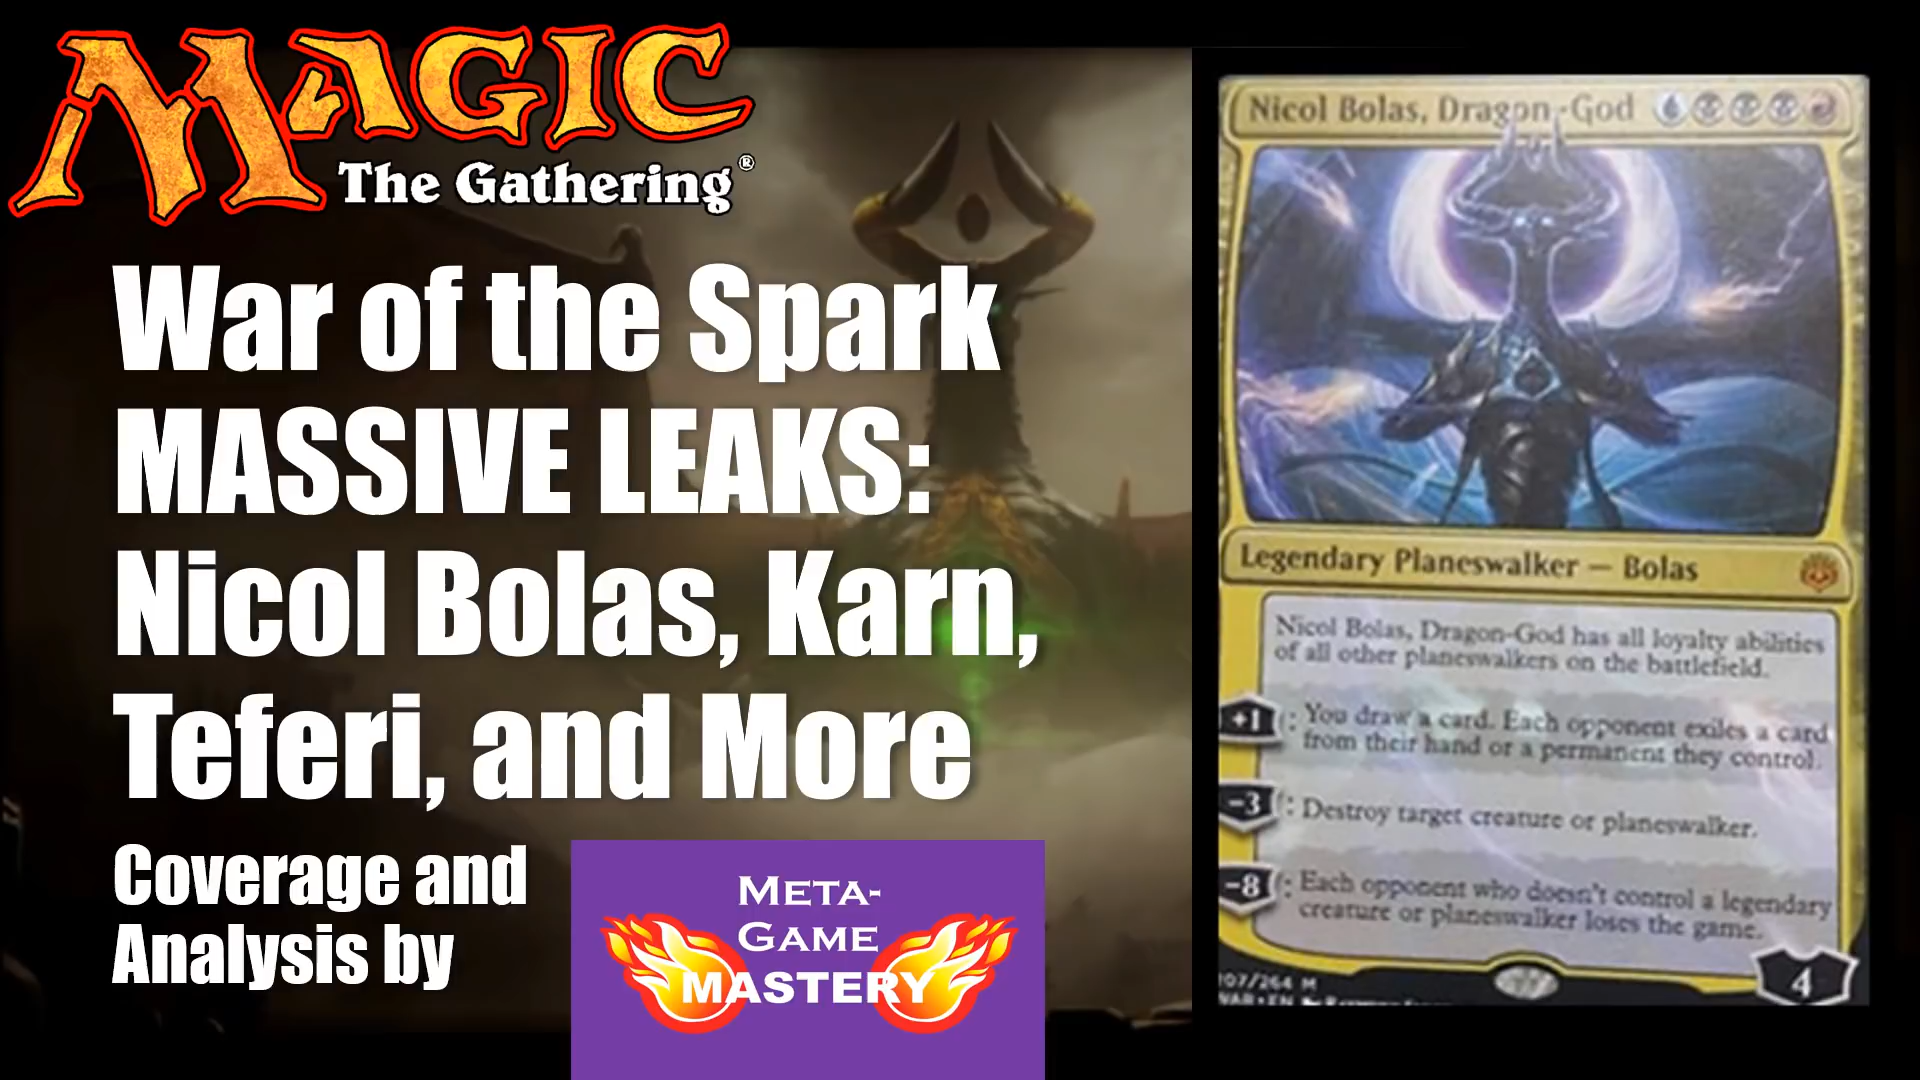 MAGIC
The Gathering®
War of the Spark
MASSIVE LEAKS:
Nicol Bolas, Karn,
Teferi, and More
Coverage and
Analysis by
META-
GAME
MASTERY
Nicol Bolas, Dragon-God
Legendary Planeswalker — Bolas
Nicol Bolas, Dragon-God has all loyalty abilities
of all other planeswalkers on the battlefield.
+1: You draw a card. Each opponent exiles a card
from their hand or a permanent they control.
-3: Destroy target creature or planeswalker.
-8: Each opponent who doesn't control a legendary
creature or planeswalker loses the game.
207/264 M
4
WAR • EN